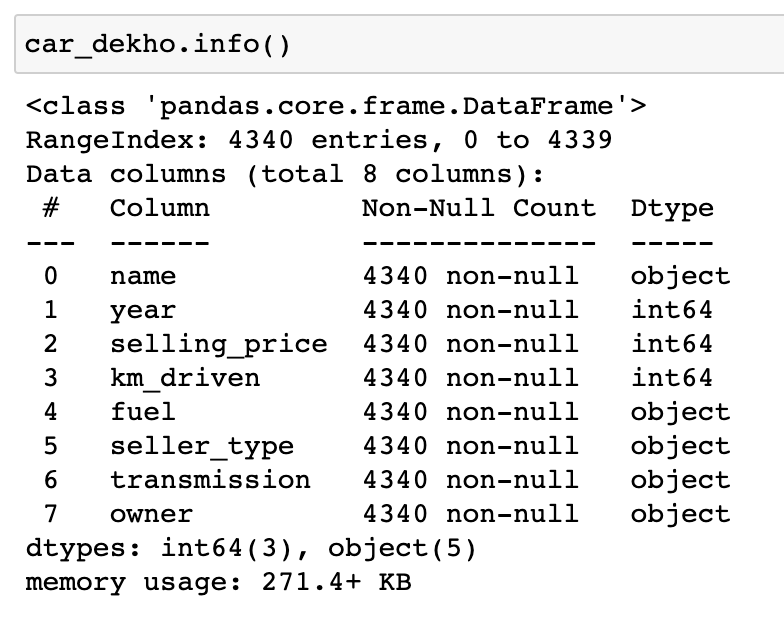 car_dekho.info()
<class 'pandas.core.frame.DataFrame'>
RangeIndex: 4340 entries, 0 to 4339
Data columns (total 8 columns):
 #   Column         Non-Null Count  Dtype
---  ------         --------------  -----
 0   name           4340 non-null   object
 1   year           4340 non-null   int64
 2   selling_price  4340 non-null   int64
 3   km_driven      4340 non-null   int64
 4   fuel           4340 non-null   object
 5   seller_type    4340 non-null   object
 6   transmission   4340 non-null   object
 7   owner          4340 non-null   object
dtypes: int64(3), object(5)
memory usage: 271.4+ KB